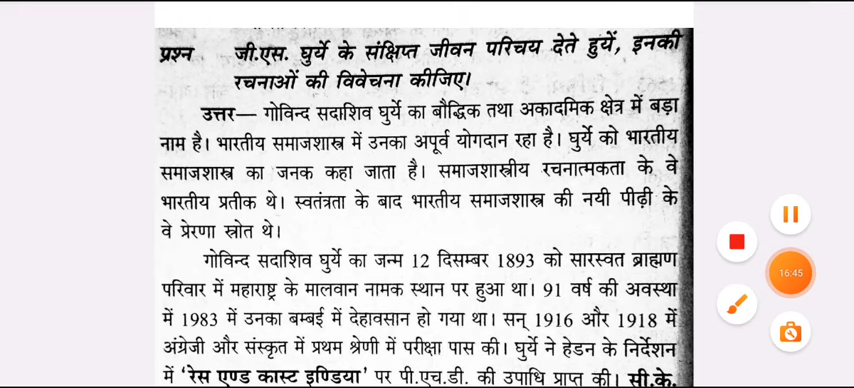 प्रश्न जी.एस. घुर्ये के संक्षिप्त जीवन परिचय देते हुयें, इनकी
रचनाओं की विवेचना कीजिए।
उत्तर— गोविन्द सदाशिव घुर्ये का बौद्धिक तथा अकादमिक क्षेत्र में बड़ा
नाम है। भारतीय समाजशास्त्र में उनका अपूर्व योगदान रहा है। घुर्ये को भारतीय
समाजशास्त्र का जनक कहा जाता है। समाजशास्त्रीय रचनात्मकता के वे
भारतीय प्रतीक थे। स्वतंत्रता के बाद भारतीय समाजशास्त्र की नयी पीढ़ी के
वे प्रेरणा स्रोत थे।
गोविन्द सदाशिव घुर्ये का जन्म 12 दिसम्बर 1893 को सारस्वत ब्राह्मण
परिवार में महाराष्ट्र के मालवान नामक स्थान पर हुआ था। 91 वर्ष की अवस्था
में 1983 में उनका बम्बई में देहावसान हो गया था। सन् 1916 और 1918 में
अंग्रेजी और संस्कृत में प्रथम श्रेणी में परीक्षा पास की। घुर्ये ने हेडन के निर्देशन
में ‘रेस एण्ड कास्ट इण्डिया’ पर पी.एच.डी. की उपाधि प्राप्त की। सी.के.
16:45